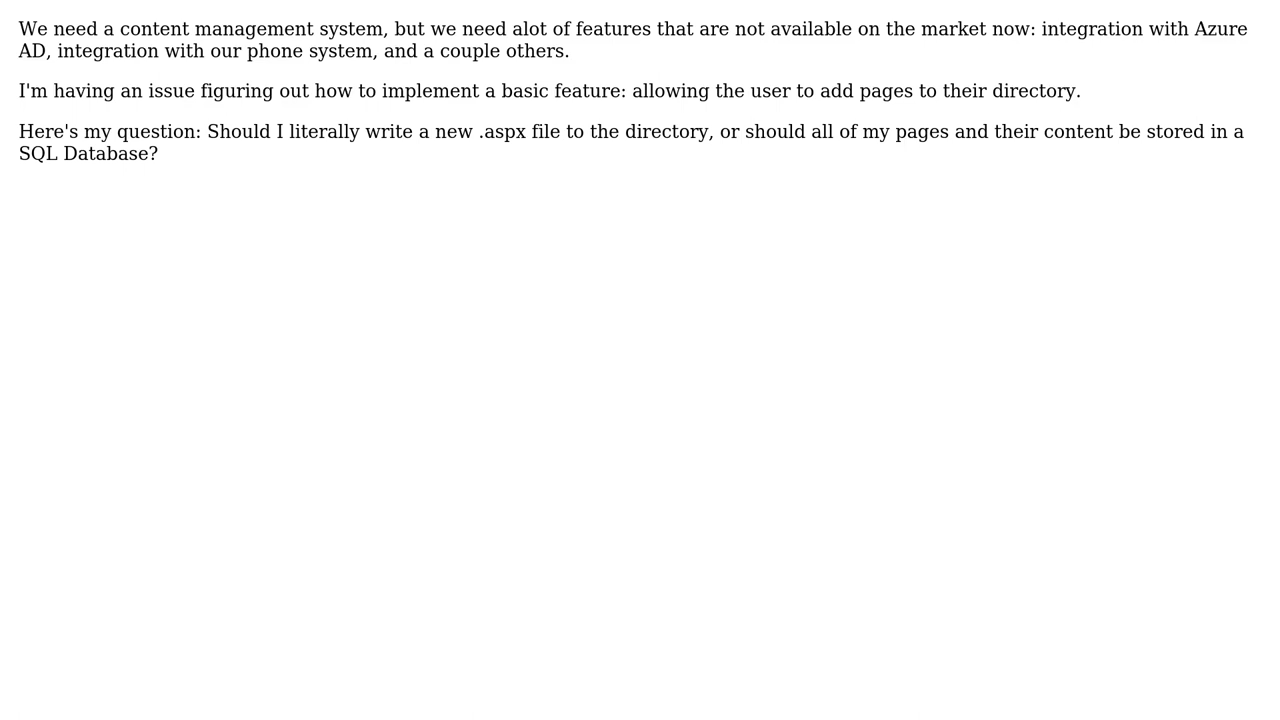 We need a content management system, but we need alot of features that are not available on the market now: integration with Azure
AD, integration with our phone system, and a couple others.
I'm having an issue figuring out how to implement a basic feature: allowing the user to add pages to their directory.
Here's my question: Should I literally write a new .aspx file to the directory, or should all of my pages and their content be stored in a
SQL Database?